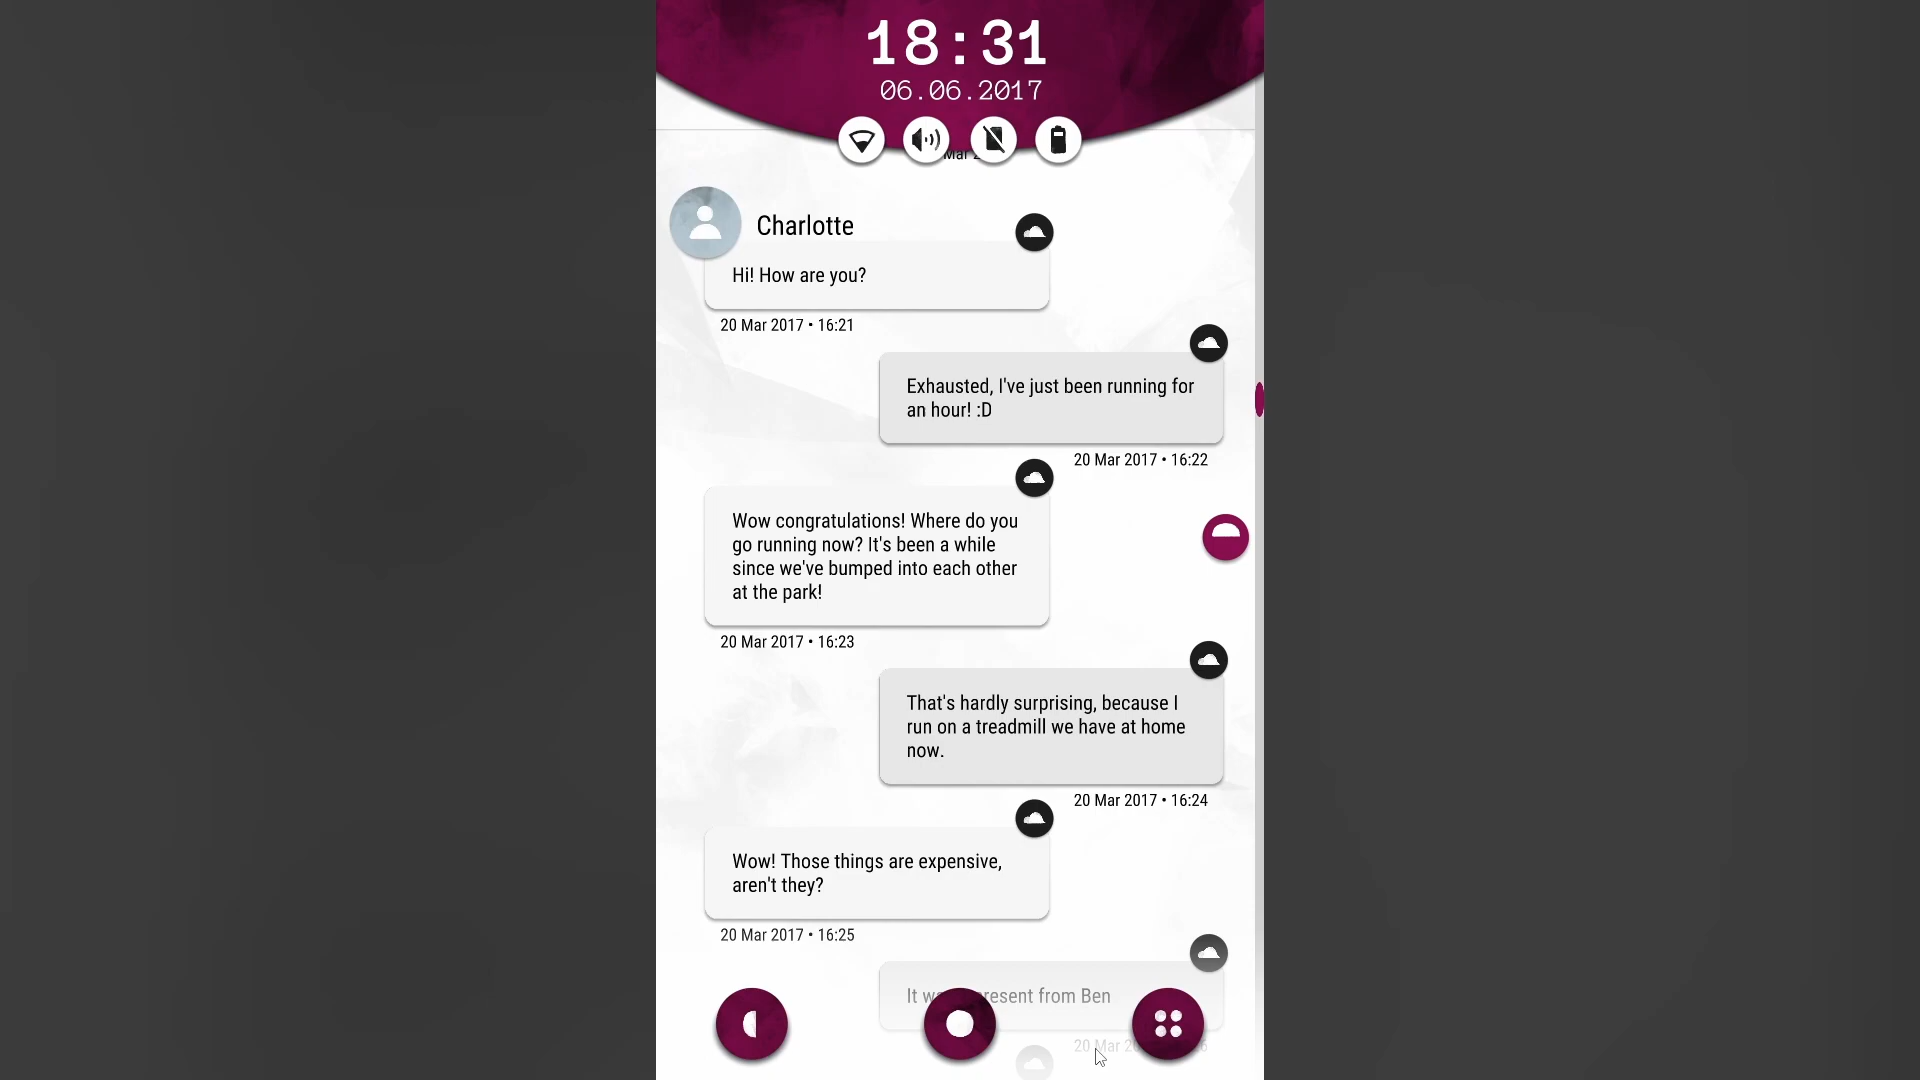 18:31
06.06.2017
Mar 2
Charlotte
Hi! How are you?
20 Mar 2017 • 16:21
Exhausted, I've just been running for
an hour! :D
20 Mar 2017 • 16:22
Wow congratulations! Where do you
go running now? It's been a while
since we've bumped into each other
at the park!
20 Mar 2017 • 16:23
That's hardly surprising, because I
run on a treadmill we have at home
now.
20 Mar 2017 • 16:24
Wow! Those things are expensive,
aren't they?
20 Mar 2017 • 16:25
It present from Ben
20 Mar